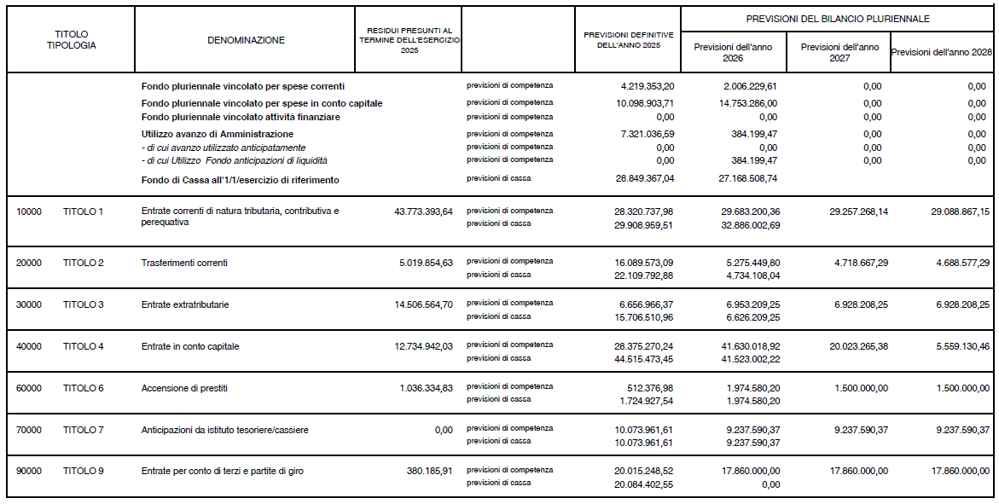 TITOLO TIPOLOGIA | DENOMINAZIONE | RESIDUI PRESUNTI AL TERMINE DELL'ESERCIZIO 2025 | | PREVISIONI DEFINITIVE DELL'ANNO 2025 | PREVISIONI DEL BILANCIO PLURIENNALE
Previsioni dell'anno 2026 | Previsioni dell'anno 2027 | Previsioni dell'anno 2028
Fondo pluriennale vincolato per spese correnti | previsioni di competenza | 4.219.353,20 | 2.006.229,61 | 0,00 | 0,00
Fondo pluriennale vincolato per spese in conto capitale | previsioni di competenza | 10.098.903,71 | 14.753.286,00 | 0,00 | 0,00
Fondo pluriennale vincolato attività finanziare | previsioni di competenza | 0,00 | 0,00 | 0,00 | 0,00
Utilizzo avanzo di Amministrazione | previsioni di competenza | 7.321.036,59 | 384.199,47 | 0,00 | 0,00
- di cui avanzo utilizzato anticipatamente | previsioni di competenza | 0,00 | 0,00 | 0,00 | 0,00
- di cui Utilizzo Fondo anticipazioni di liquidità | previsioni di competenza | 0,00 | 384.199,47 | 0,00 | 0,00
Fondo di Cassa all'1/1/esercizio di riferimento | previsioni di cassa | 28.849.367,04 | 27.168.508,74
10000 TITOLO 1 | Entrate correnti di natura tributaria, contributiva e | 43.773.393,64 | previsioni di competenza | 28.320.737,98 | 29.683.200,36 | 29.257.268,14 | 29.088.867,15
perequativa | previsioni di cassa | 29.908.959,51 | 32.886.002,69
20000 TITOLO 2 | Trasferimenti correnti | 5.019.854,63 | previsioni di competenza | 16.089.573,09 | 5.275.449,80 | 4.718.667,29 | 4.688.577,29
previsioni di cassa | 22.109.792,88 | 4.734.108,04
30000 TITOLO 3 | Entrate extratributarie | 14.506.564,70 | previsioni di competenza | 6.656.966,37 | 6.953.209,25 | 6.928.208,25 | 6.928.208,25
previsioni di cassa | 15.706.510,96 | 6.626.209,25
40000 TITOLO 4 | Entrate in conto capitale | 12.734.942,03 | previsioni di competenza | 28.375.270,24 | 41.630.018,92 | 20.023.265,38 | 5.559.130,46
previsioni di cassa | 44.515.473,45 | 41.523.002,22
60000 TITOLO 6 | Accensione di prestiti | 1.036.334,83 | previsioni di competenza | 512.376,98 | 1.974.580,20 | 1.500.000,00 | 1.500.000,00
previsioni di cassa | 1.724.927,54 | 1.974.580,20
70000 TITOLO 7 | Anticipazioni da istituto tesoriere/cassiere | 0,00 | previsioni di competenza | 10.073.961,61 | 9.237.590,37 | 9.237.590,37 | 9.237.590,37
previsioni di cassa | 10.073.961,61 | 9.237.590,37
90000 TITOLO 9 | Entrate per conto di terzi e partite di giro | 380.185,91 | previsioni di competenza | 20.015.248,52 | 17.860.000,00 | 17.860.000,00 | 17.860.000,00
previsioni di cassa | 20.084.402,55 | 0,00